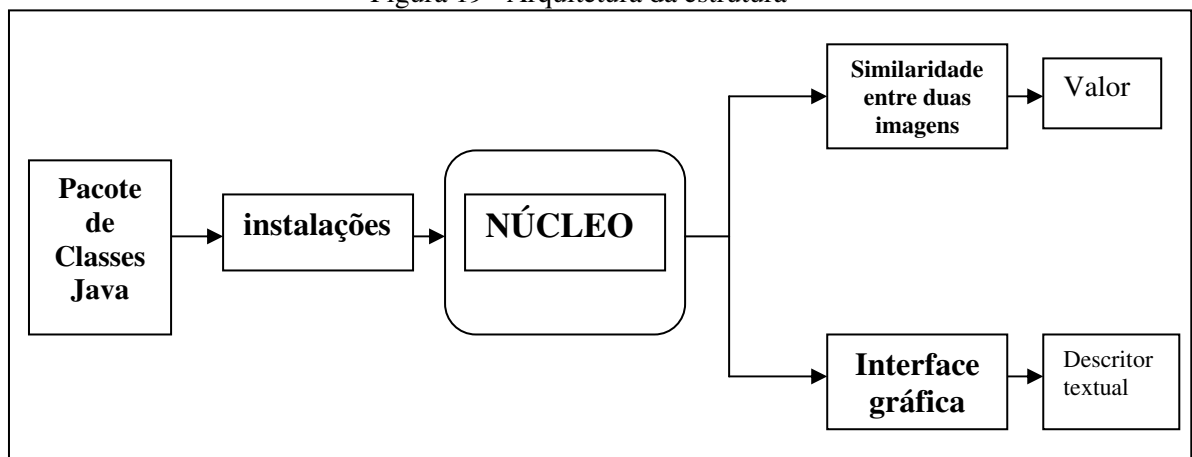 Figura 19 - Arquitetura da estrutura
Pacote
de
Classes
Java
instalações
NÚCLEO
Similaridade
entre duas
imagens
Valor
Interface
gráfica
Descritor
textual